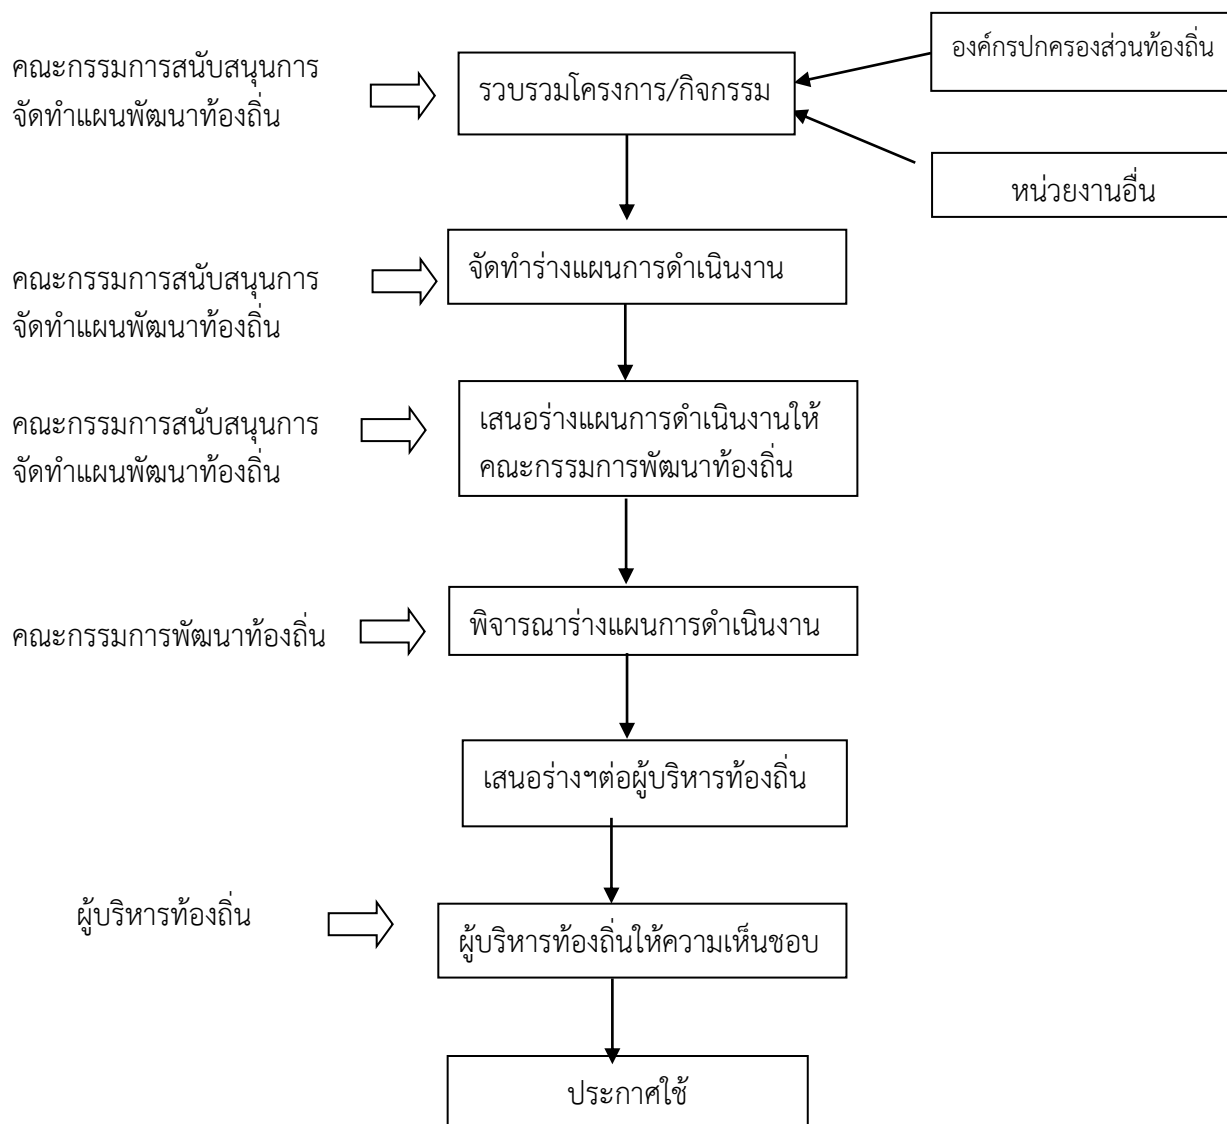 องค์กรปกครองส่วนท้องถิ่น
คณะกรรมการสนับสนุนการ
จัดทำแผนพัฒนาท้องถิ่น
รวบรวมโครงการ/กิจกรรม
หน่วยงานอื่น
คณะกรรมการสนับสนุนการ
จัดทำแผนพัฒนาท้องถิ่น
จัดทำร่างแผนการดำเนินงาน
คณะกรรมการสนับสนุนการ
จัดทำแผนพัฒนาท้องถิ่น
เสนอร่างแผนการดำเนินงานให้
คณะกรรมการพัฒนาท้องถิ่น
คณะกรรมการพัฒนาท้องถิ่น
พิจารณาร่างแผนการดำเนินงาน
เสนอร่างฯต่อผู้บริหารท้องถิ่น
ผู้บริหารท้องถิ่น
ผู้บริหารท้องถิ่นให้ความเห็นชอบ
ประกาศใช้